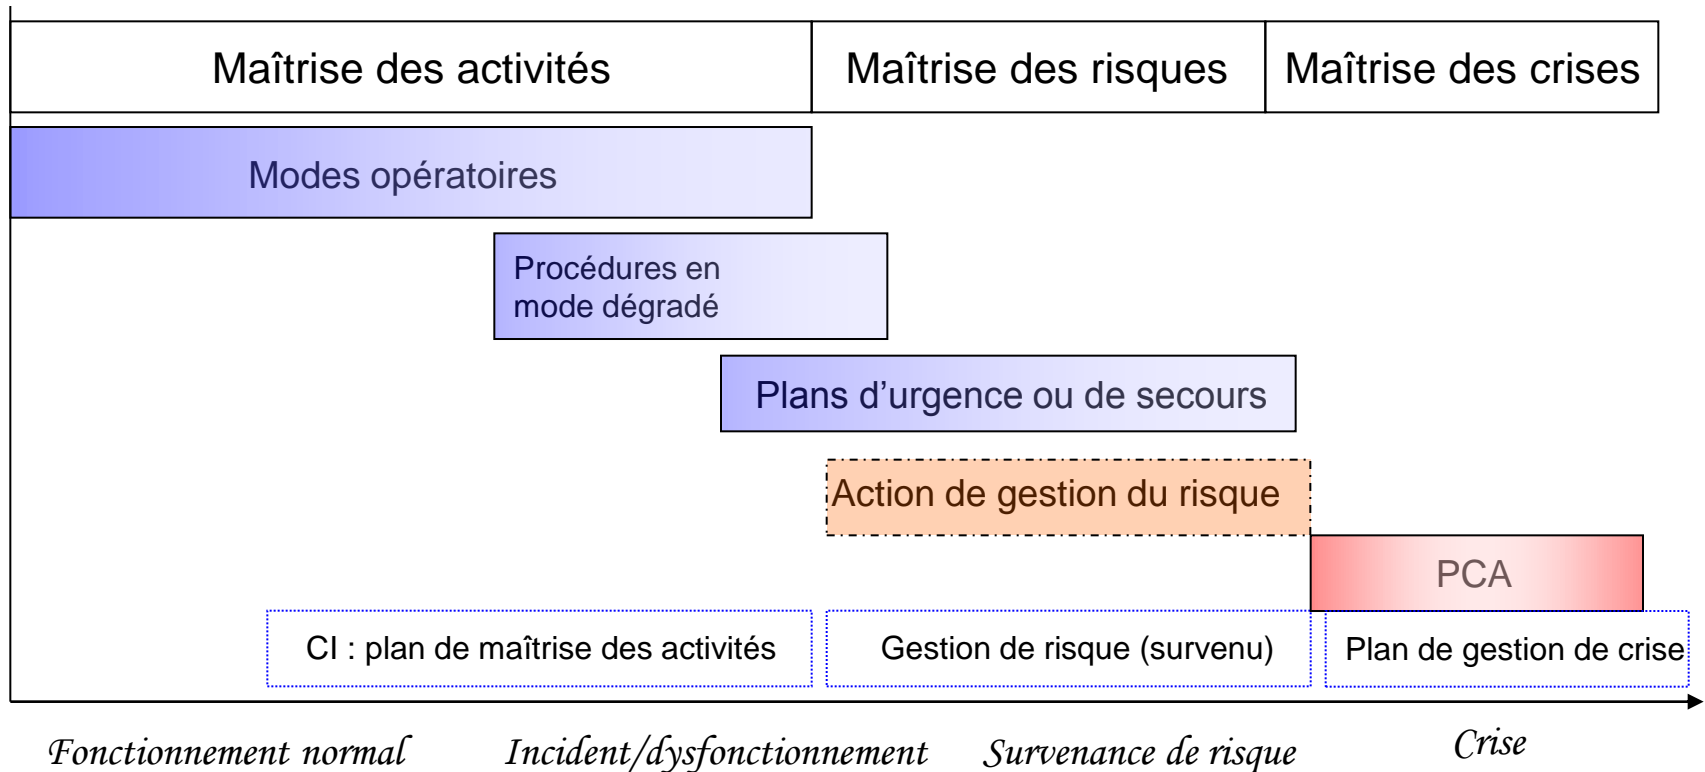 Maîtrise des activités
Maîtrise des risques
Maîtrise des crises
Modes opératoires
Procédures en
mode dégradé
Plans d’urgence ou de secours
Action de gestion du risque
PCA
CI : plan de maîtrise des activités
Gestion de risque (survenu)
Plan de gestion de crise
Fonctionnement normal
Incident/dysfonctionnement
Survenance de risque
Crise